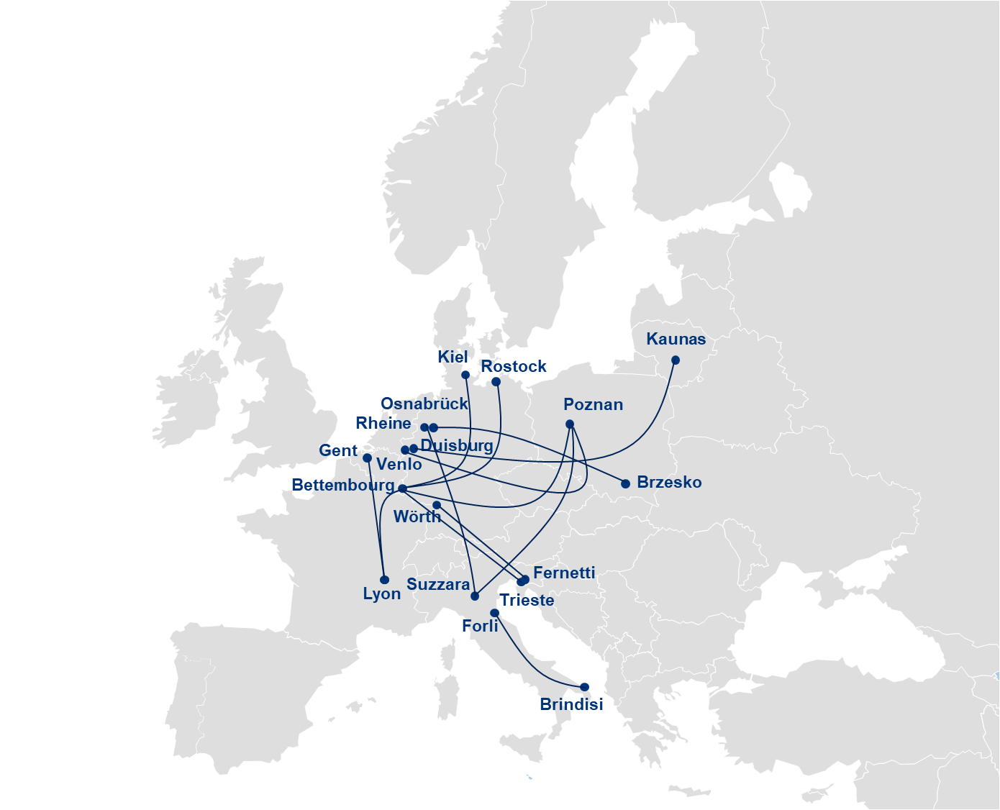 Kaunas
Kiel
Rostock
Osnabrück
Poznan
Rheine
Duisburg
Gent
Venlo
Bettembourg
Brzesko
Wörth
Fernetti
Suzzara
Lyon
Trieste
Forli
Brindisi